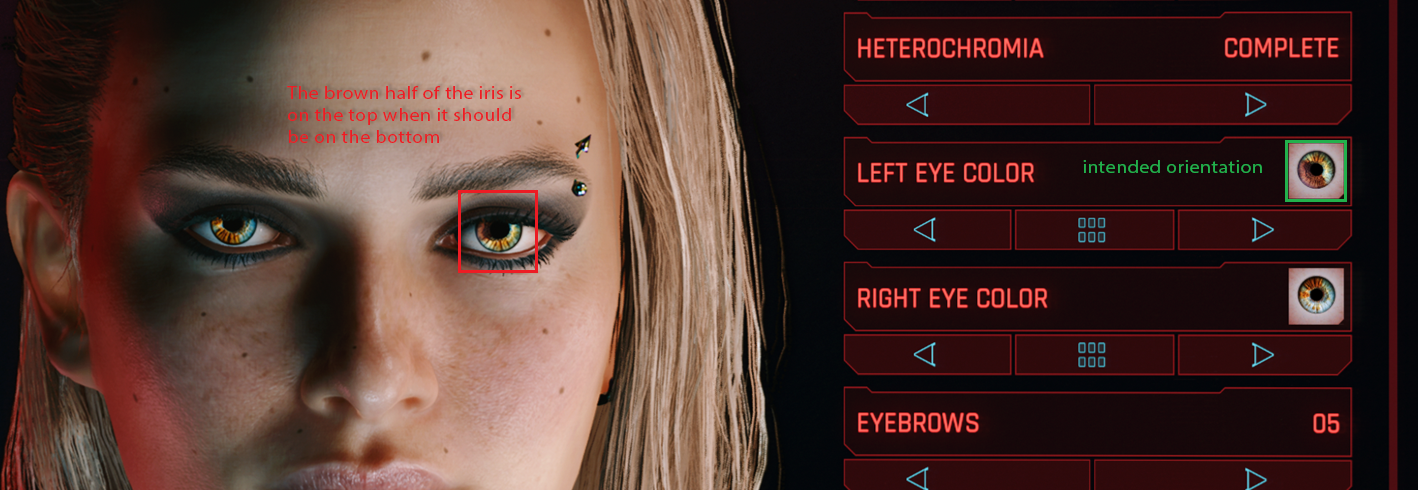 The brown half of the iris is
on the top when it should
be on the bottom
HETEROCHROMIA COMPLETE
LEFT EYE COLOR intended orientation
RIGHT EYE COLOR
EYEBROWS 05